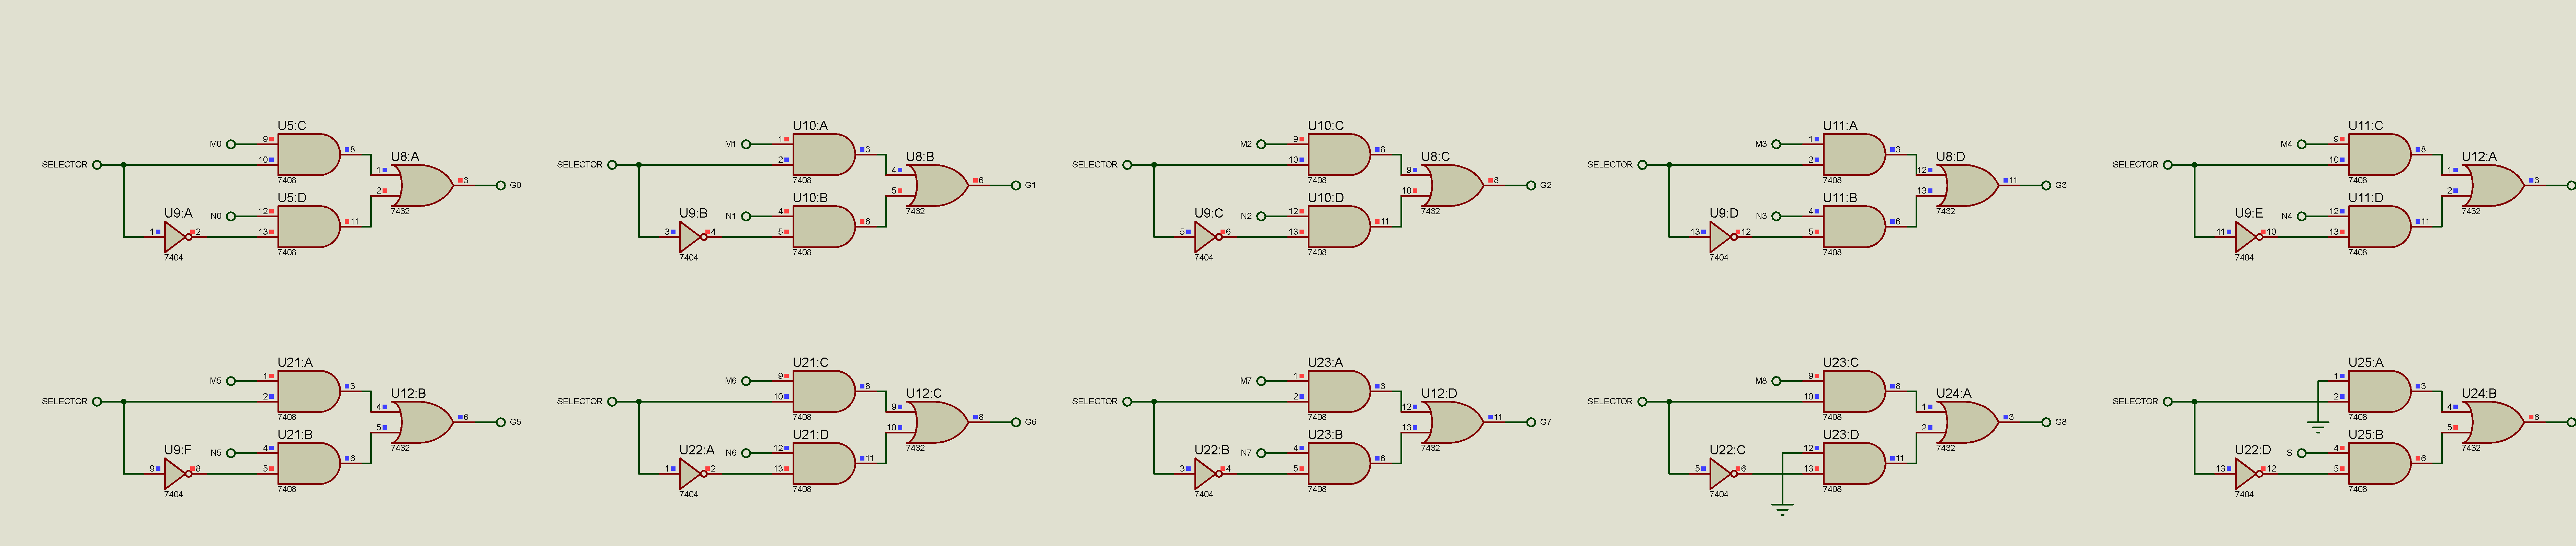 U5:C U10:A U10:C U11:A U11:C
M0 9 8 M1 1 3 M2 9 8 M3 1 3 M4 9 8
U8:A U8:B U8:C U8:D U12:A
SELECTOR 10 1 SELECTOR 2 4 SELECTOR 10 9 SELECTOR 2 12 SELECTOR 10 1
7408 3 G0 7408 6 G1 7408 8 G2 7408 11 G3 7408 3
2 5 10 13 2
U5:D U10:B U10:D U11:B U11:D
7432 7432 7432 7432 7432
U9:A N0 12 11 U9:B N1 4 6 U9:C N2 12 11 U9:D N3 4 6 U9:E N4 12 11
1 2 13 3 4 5 5 6 13 13 12 5 11 10 13
7408 7408 7408 7408 7408
7404 7404 7404 7404 7404
U21:A U21:C U23:A U23:C U25:A
M5 1 3 M6 9 8 M7 1 3 M8 9 8 1 3
U12:B U12:C U12:D U24:A U24:B
SELECTOR 2 4 SELECTOR 10 9 SELECTOR 2 12 SELECTOR 10 1 SELECTOR 2 4
7408 6 G5 7408 8 G6 7408 11 G7 7408 3 G8 7408 6
5 10 13 2 5
U21:B U21:D U23:B U23:D U25:B
7432 7432 7432 7432 7432
U9:F N5 4 6 U22:A N6 12 11 U22:B N7 4 6 U22:C 12 11 U22:D S 4 6
9 8 5 1 2 13 3 4 5 5 6 13 13 12 5
7408 7408 7408 7408 7408
7404 7404 7404 7404 7404